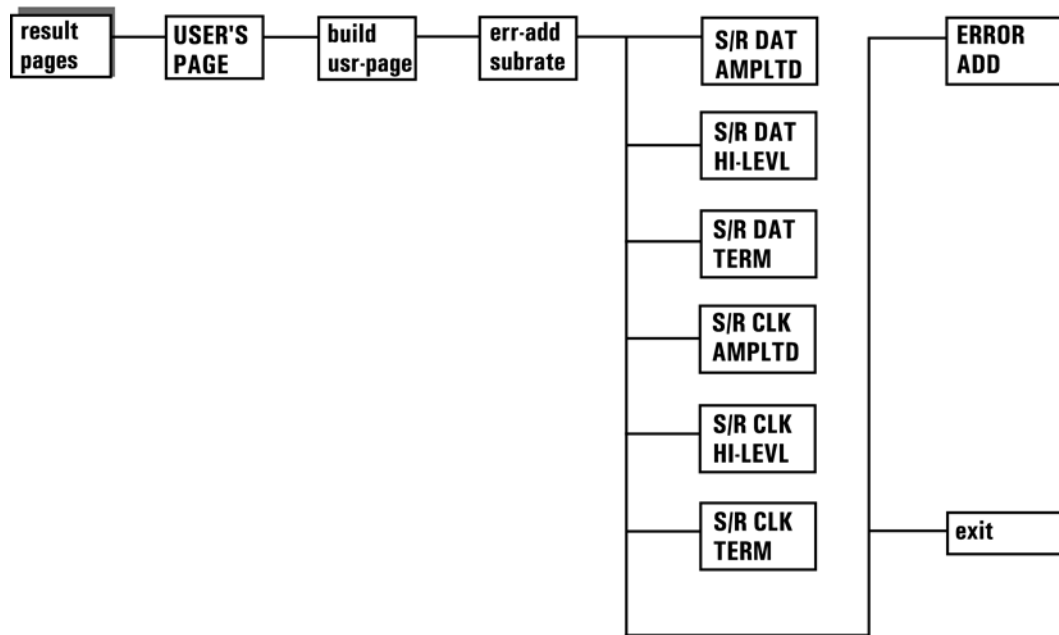 result
pages
USER'S
PAGE
build
usr-page
err-add
subrate
S/R DAT
AMPLTD
S/R DAT
HI-LEVL
S/R DAT
TERM
S/R CLK
AMPLTD
S/R CLK
HI-LEVL
S/R CLK
TERM
ERROR
ADD
exit